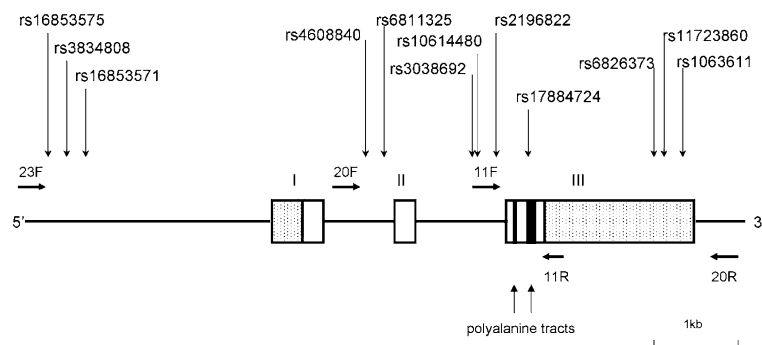 rs16853575
rs3834808
rs16853571
rs4608840
rs6811325
rs10614480
rs3038692
rs2196822
rs17884724
rs6826373
rs11723860
rs1063611
23F
I
20F
II
11F
III
5'
3
11R
20R
polyalanine tracts
1kb